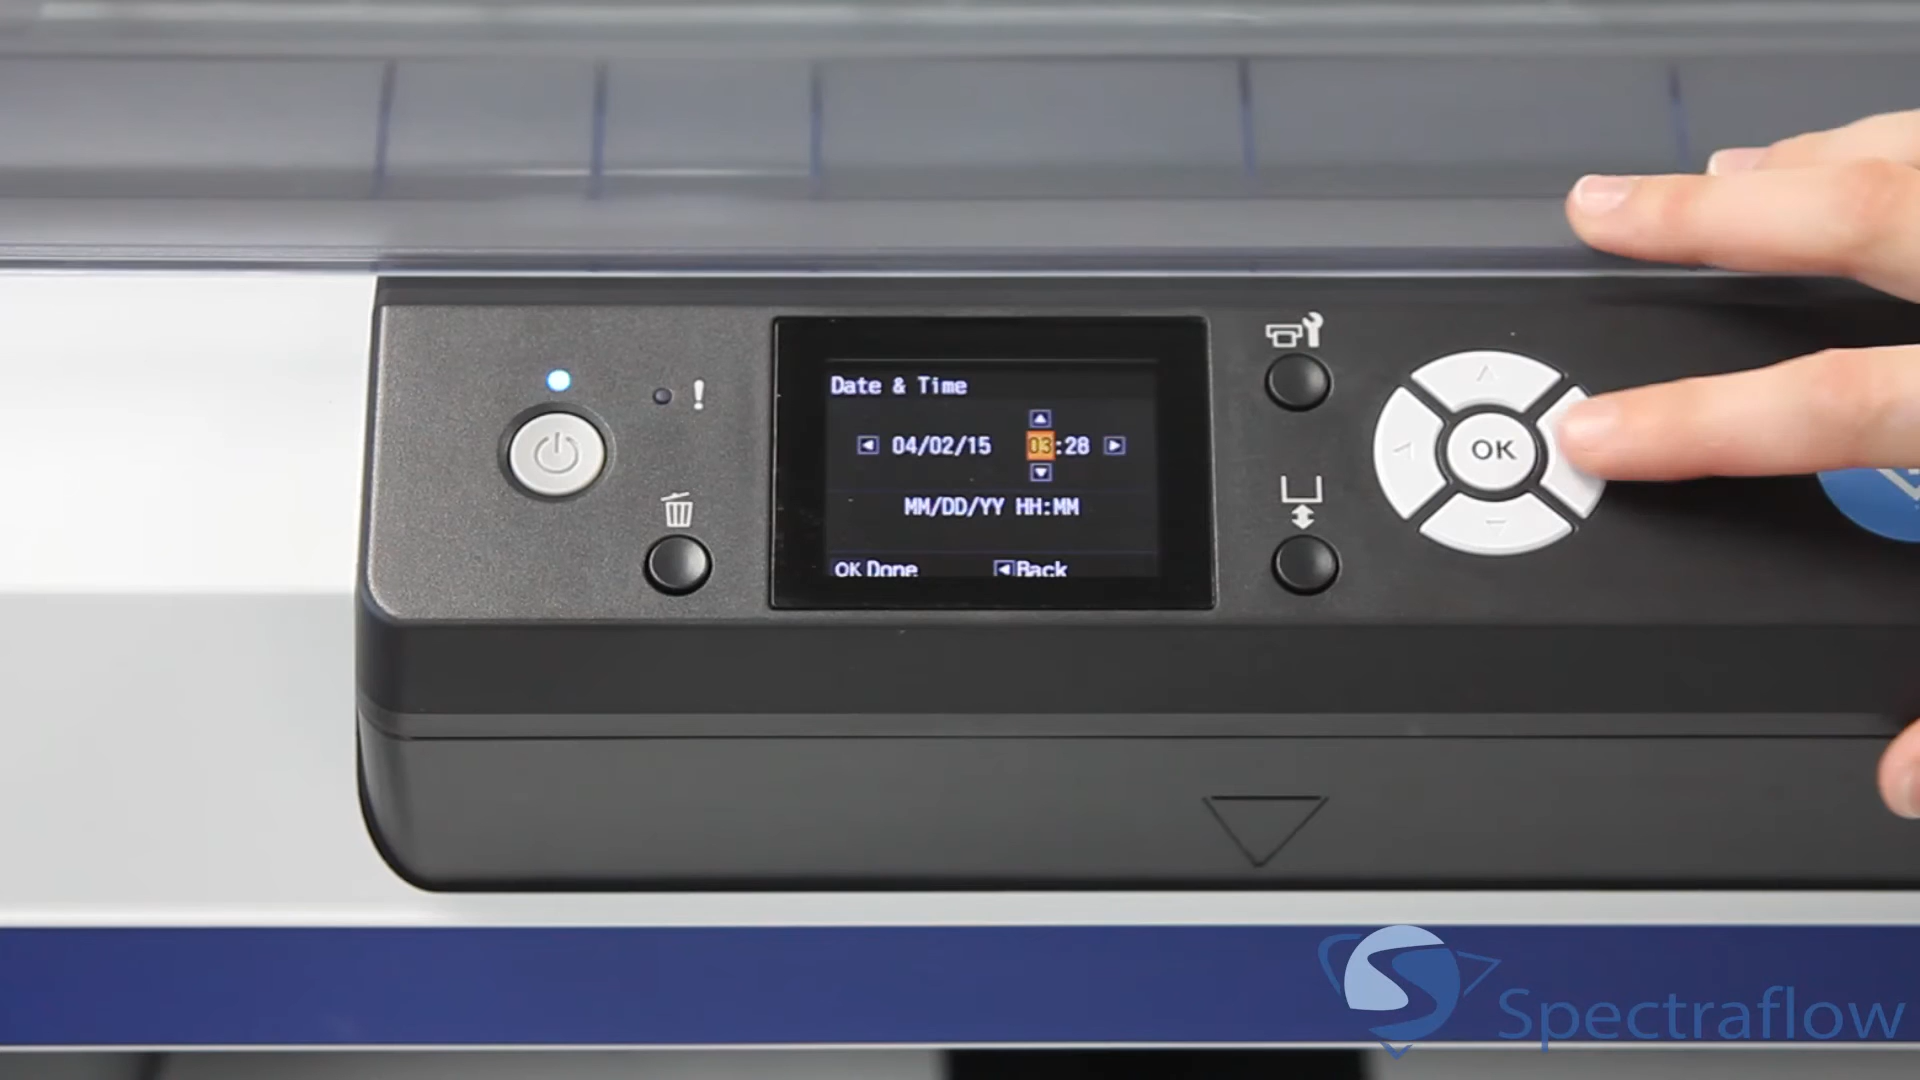 !
Date & Time
04/02/15 03:28
MM/DD/YY HH:MM
OK Done Back
OK
Spectraflow